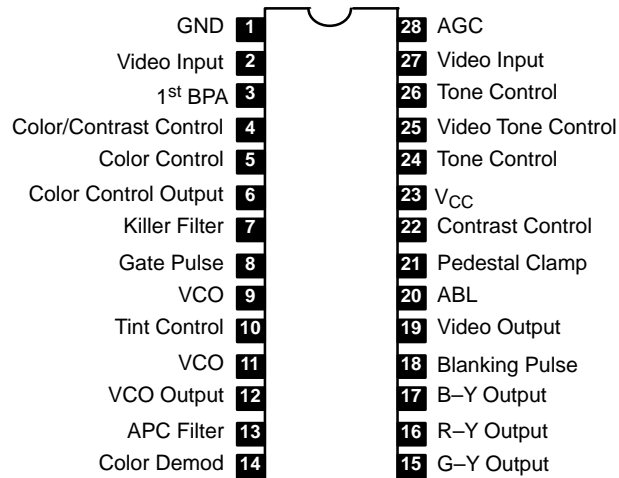 GND 1 28 AGC
Video Input 2 27 Video Input
1st BPA 3 26 Tone Control
Color/Contrast Control 4 25 Video Tone Control
Color Control 5 24 Tone Control
Color Control Output 6 23 VCC
Killer Filter 7 22 Contrast Control
Gate Pulse 8 21 Pedestal Clamp
VCO 9 20 ABL
Tint Control 10 19 Video Output
VCO 11 18 Blanking Pulse
VCO Output 12 17 B–Y Output
APC Filter 13 16 R–Y Output
Color Demod 14 15 G–Y Output